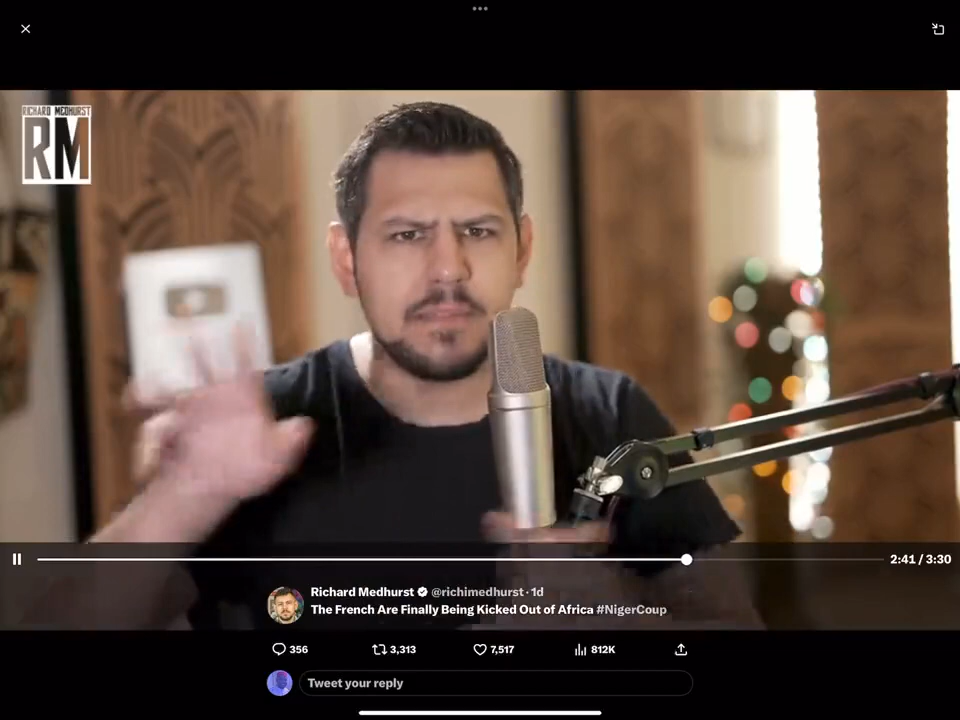 RICHARD MEDHURST
RM
2:41 / 3:30
Richard Medhurst @richimedhurst · 1d
The French Are Finally Being Kicked Out of Africa #NigerCoup
356 3,313 7,517 812K
Tweet your reply